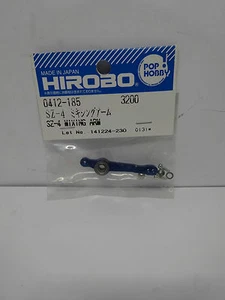 MADE IN JAPAN
HIROBO
POP
HOBBY
0412-185 3200
SZ-4 ミキシングアーム
SZ-4 MIXING ARM
Lot No. 141224-230 G131*